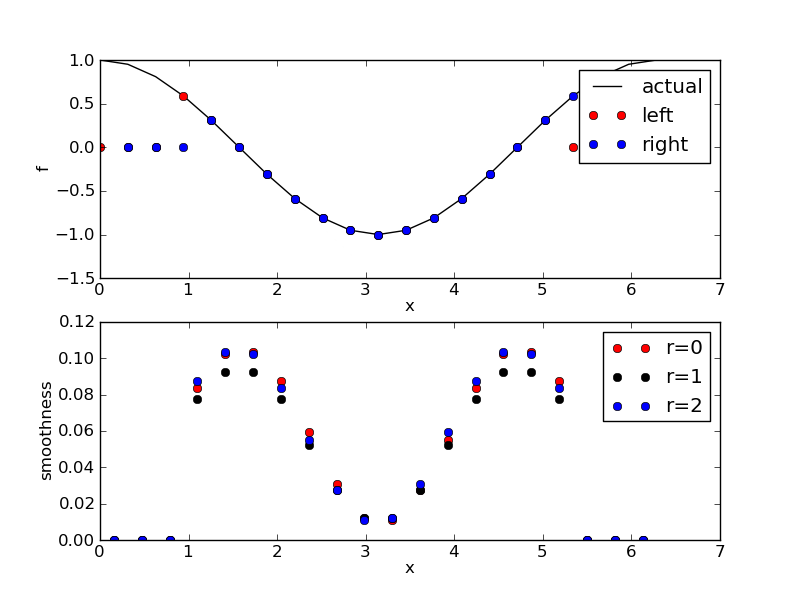 1.0
0.5
0.0
−0.5
−1.0
−1.5
f
actual
left
right
0 1 2 3 4 5 6 7
x
0.12
0.10
0.08
0.06
0.04
0.02
0.00
smoothness
r=0
r=1
r=2
0 1 2 3 4 5 6 7
x